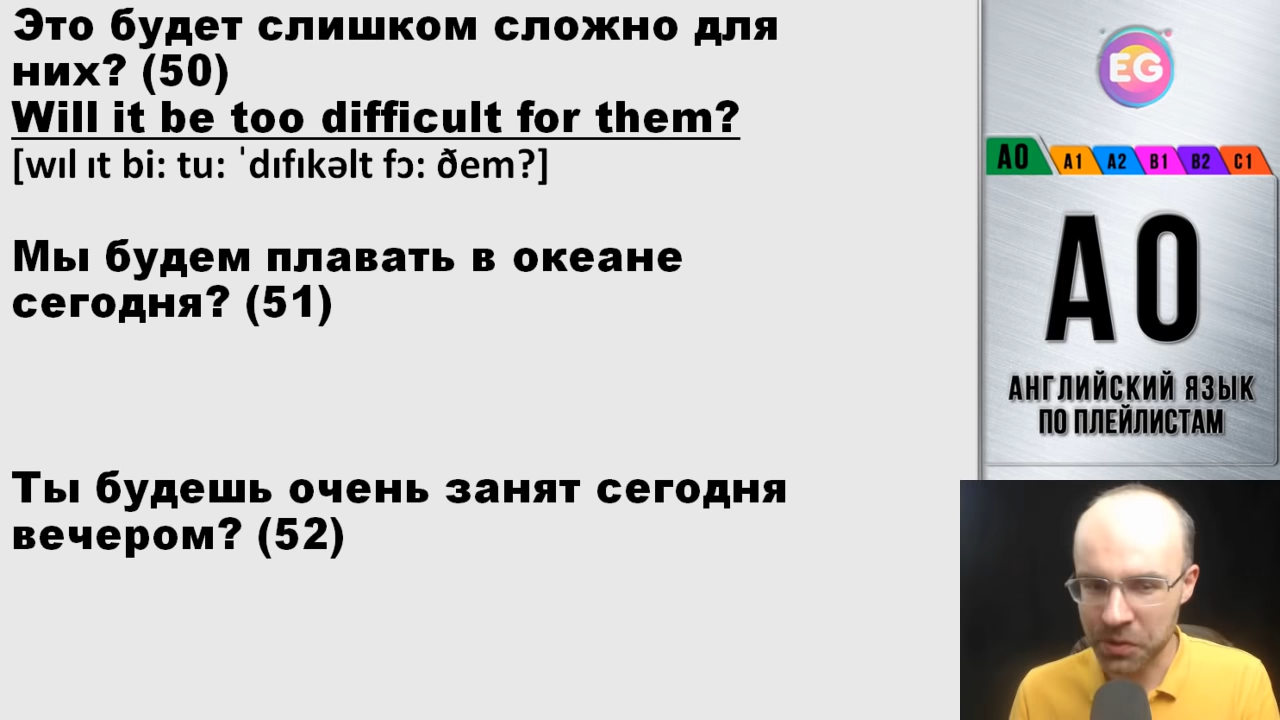 Это будет слишком сложно для
них? (50)
Will it be too difficult for them?
[wɪl ɪt bi: tu: ˈdɪfɪkəlt fɔ: ðem?]
Мы будем плавать в океане
сегодня? (51)
Ты будешь очень занят сегодня
вечером? (52)
EG
A0 A1 A2 B1 B2 C1
A0
АНГЛИЙСКИЙ ЯЗЫК
ПО ПЛЕЙЛИСТАМ